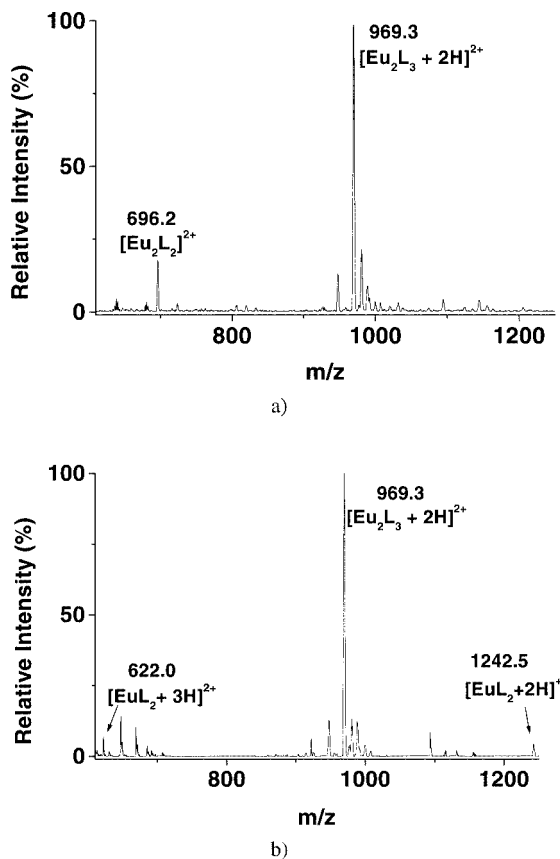 100
50
0
Relative Intensity (%)
969.3
[Eu₂L₃ + 2H]²⁺
696.2
[Eu₂L₂]²⁺
800
1000
1200
m/z
a)
100
50
0
Relative Intensity (%)
969.3
[Eu₂L₃ + 2H]²⁺
622.0
[EuL₂+ 3H]²⁺
1242.5
[EuL₂+2H]⁺
800
1000
1200
m/z
b)